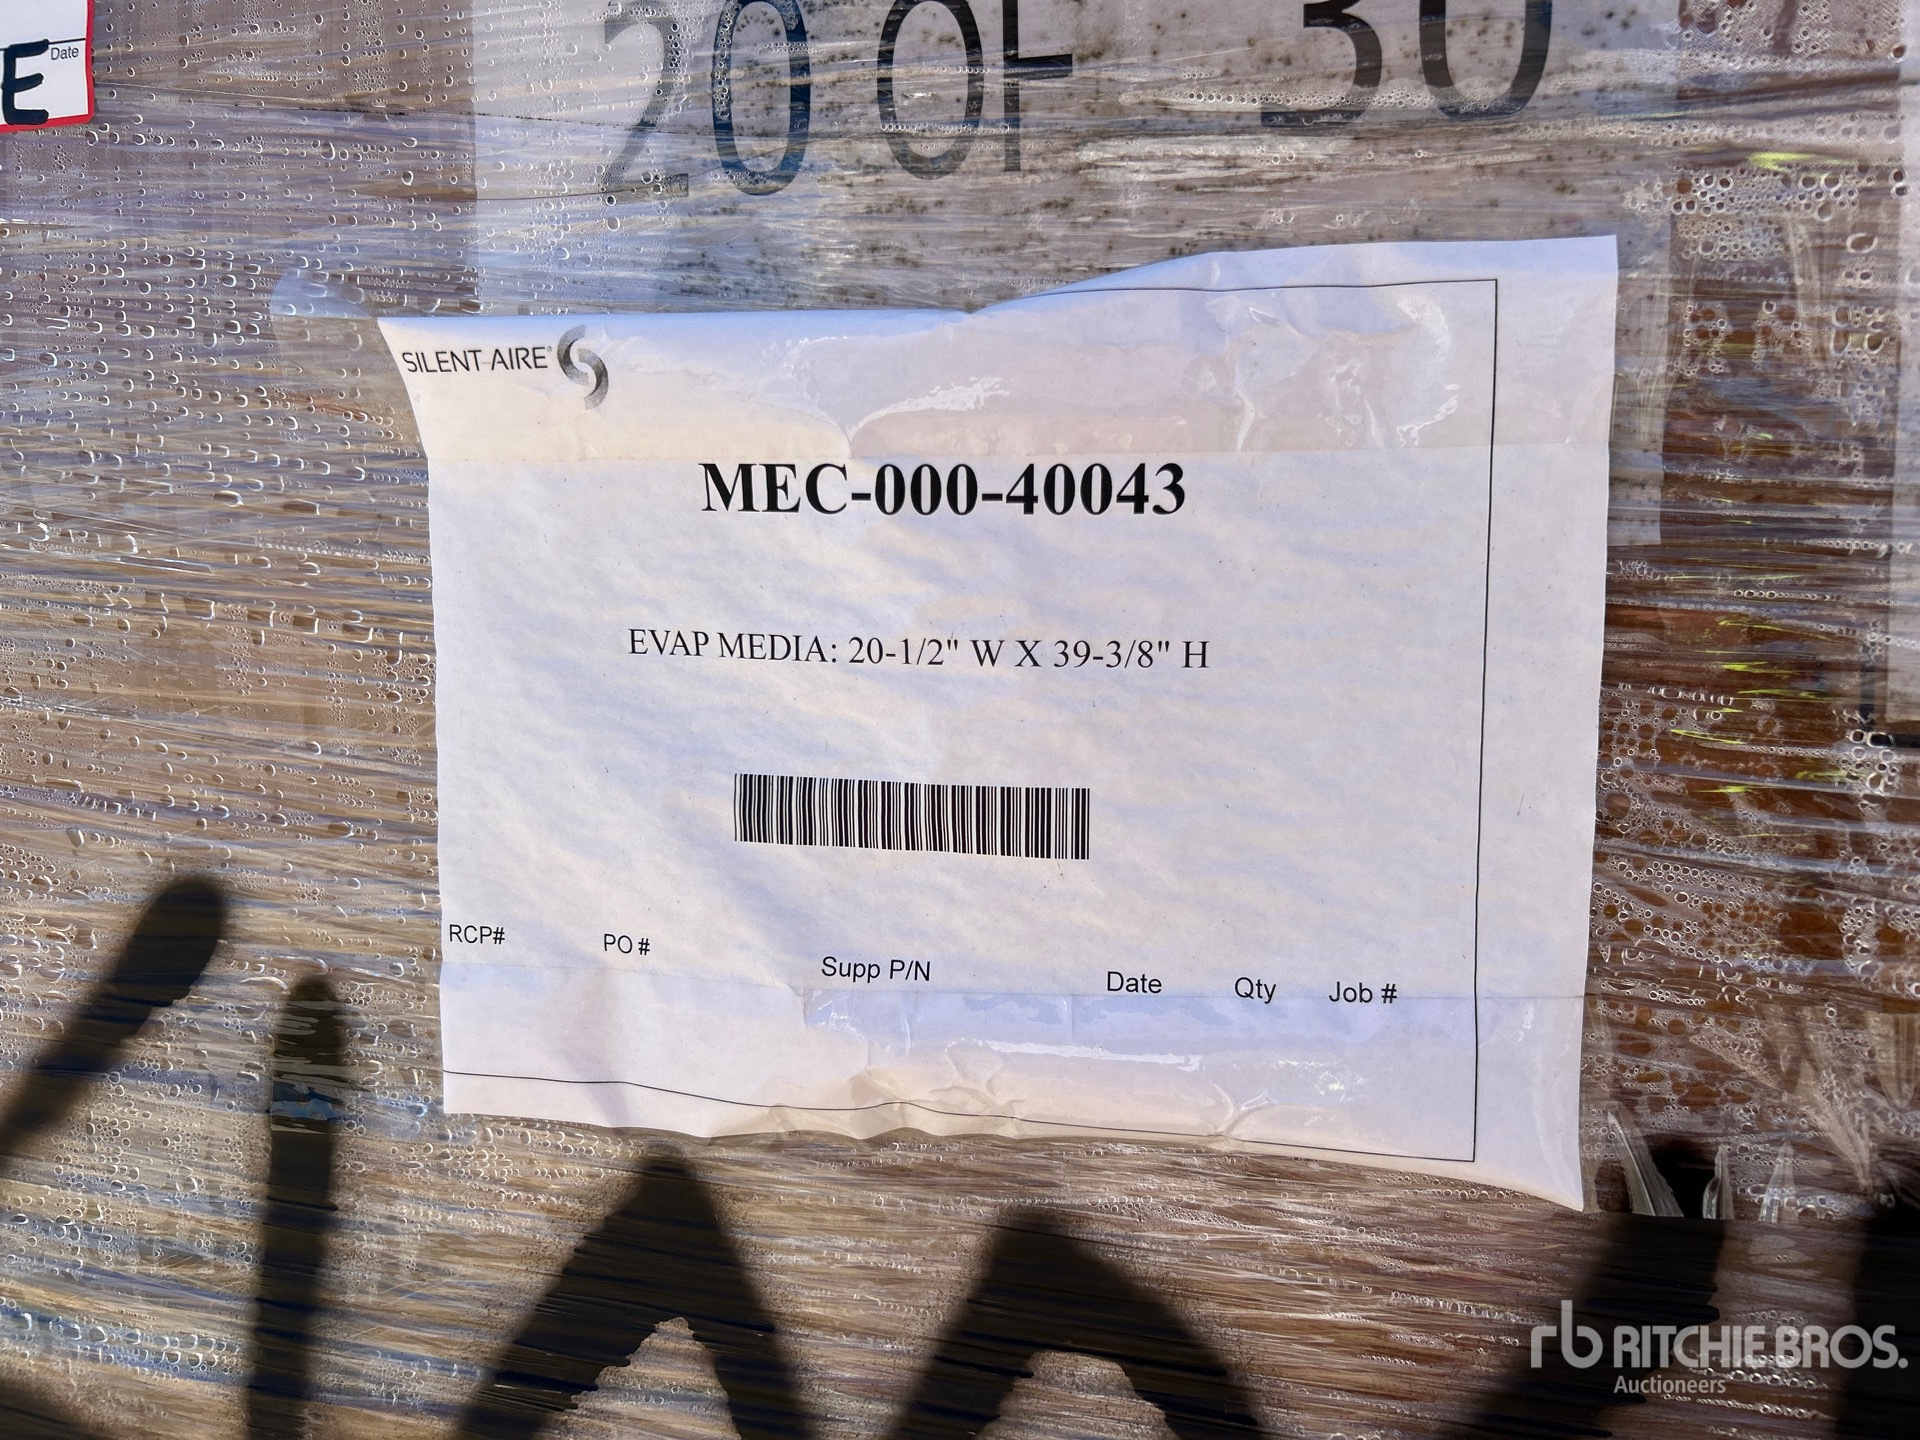 E
Date
20 OF 30
SILENT-AIRE®
MEC-000-40043
EVAP MEDIA: 20-1/2" W X 39-3/8" H
RCP#
PO #
Supp P/N
Date
Qty
Job #
rb RITCHIE BROS.
Auctioneers